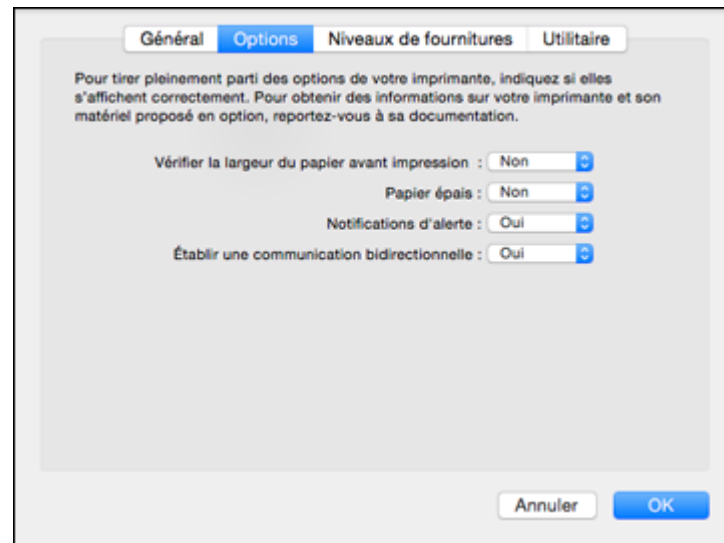 Général Options Niveaux de fournitures Utilitaire
Pour tirer pleinement parti des options de votre imprimante, indiquez si elles
s'affichent correctement. Pour obtenir des informations sur votre imprimante et son
matériel proposé en option, reportez-vous à sa documentation.
Vérifier la largeur du papier avant impression : Non
Papier épais : Non
Notifications d'alerte : Oui
Établir une communication bidirectionnelle : Oui
Annuler OK